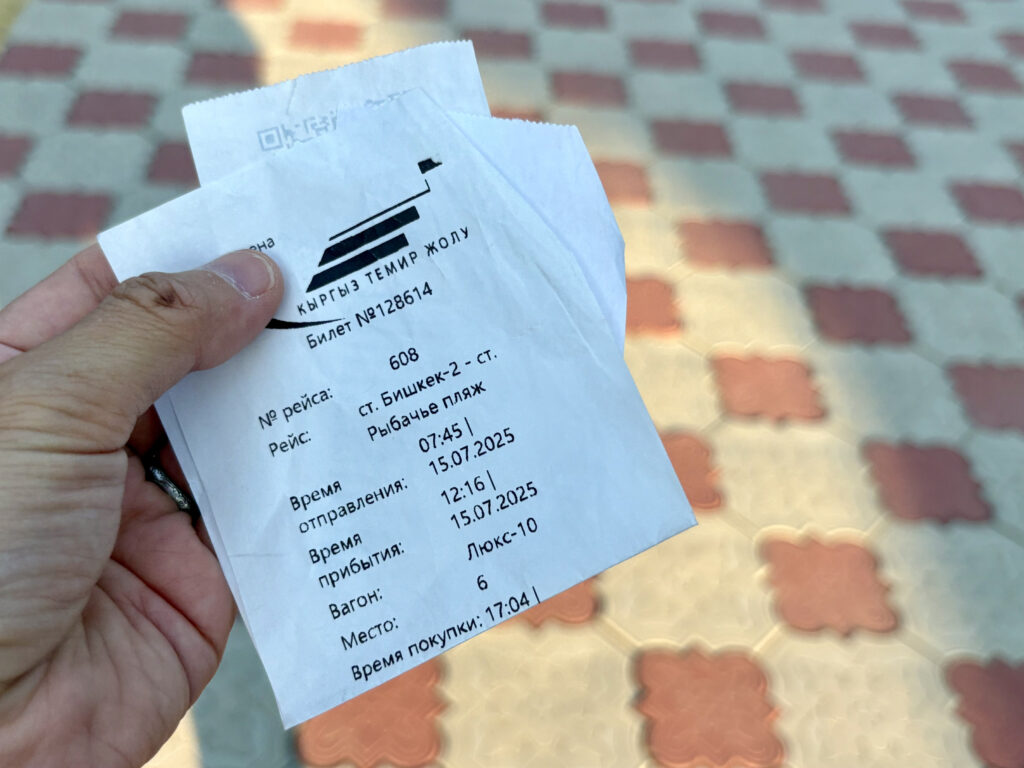 КЫРГЫЗ ТЕМИР ЖОЛУ
Билет №128614
№ рейса: 608
Рейс: ст. Бишкек-2 - ст.
Рыбачье пляж
Время 07:45 |
отправления: 15.07.2025
Время 12:16 |
прибытия: 15.07.2025
Вагон: Люкс-10
Место: 6
Время покупки: 17:04 |